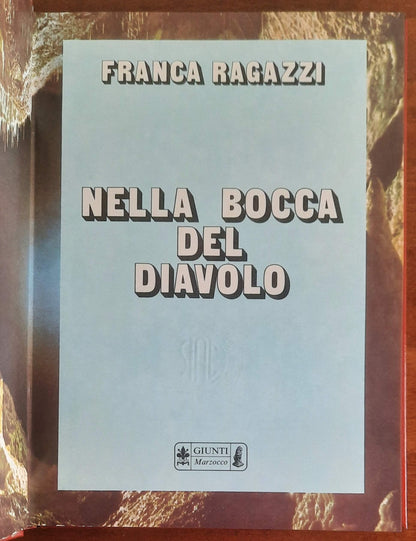 FRANCA RAGAZZI
NELLA BOCCA
DEL
DIAVOLO
GIUNTI
Marzocco